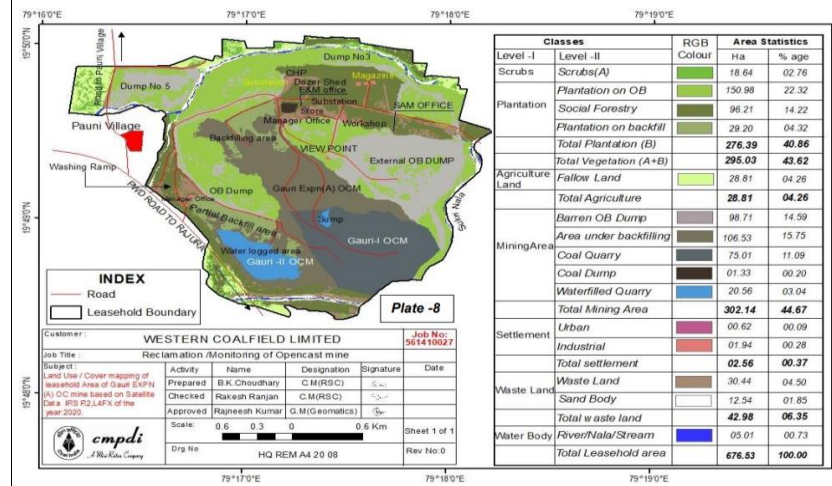 79°16'0"E 79°17'0"E 79°18'0"E 79°19'0"E
19°50'0"N
Dump No3
CHP
Dozer Shed
Magazine
Substation
E&M office
Dump No 5
Road to Pauni Village
Substation
SAM OFFICE
Store
Manager Office
Workshop
Pauni Village
Backfilling area
VIEW POINT
External OB DUMP
Washing Ramp
OB Dump
Gauri Expn(A) OCM
Manager Office
PWD ROAD TO RAJURA
Partial Backfill area
Sump
Gauri-I OCM
Water logged area
Gauri -II OCM
INDEX
Road
Leasehold Boundary
Plate -8
Classes RGB Colour Area Statistics
Level -I Level -II Ha % age
Scrubs Scrubs(A) 18.64 02.76
Plantation Plantation on OB 150.98 22.32
Social Forestry 96.21 14.22
Plantation on backfill 29.20 04.32
Total Plantation (B) 276.39 40.86
Total Vegetation (A+B) 295.03 43.62
Agriculture Land Fallow Land 28.81 04.26
Total Agriculture 28.81 04.26
MiningArea Barren OB Dump 98.71 14.59
Area under backfilling 106.53 15.75
Coal Quarry 75.01 11.09
Coal Dump 01.33 00.20
Waterfilled Quarry 20.56 03.04
Total Mining Area 302.14 44.67
Settlement Urban 00.62 00.09
Industrial 01.94 00.28
Total settlement 02.56 00.37
Waste Land Waste Land 30.44 04.50
Sand Body 12.54 01.85
Total waste land 42.98 06.35
Water Body River/Nala/Stream 05.01 00.73
Total Leasehold area 676.53 100.00
Customer : WESTERN COALFIELD LIMITED
Job No: 561410027
Job Title : Reclamation /Monitoring of Opencast mine
Subject :
Land Use / Cover mapping of
leasehold Area of Gauri EXPN
(A) OC mine based on Satellite
Data IRS R2,L4FX of the
year 2020.
Activity Name Designation Signature Date
Prepared B.K.Choudhary C.M(RSC)
Checked Rakesh Ranjan C.M(RSC)
Approved Rajneesh Kumar G.M(Geomatics)
Scale: 0.6 0.3 0 0.6 Km
Sheet 1 of 1
cmpdi
A Mini Ratna Company
Drg No HQ REM A4 20 08 Rev No:0
79°17'0"E 79°18'0"E 79°19'0"E